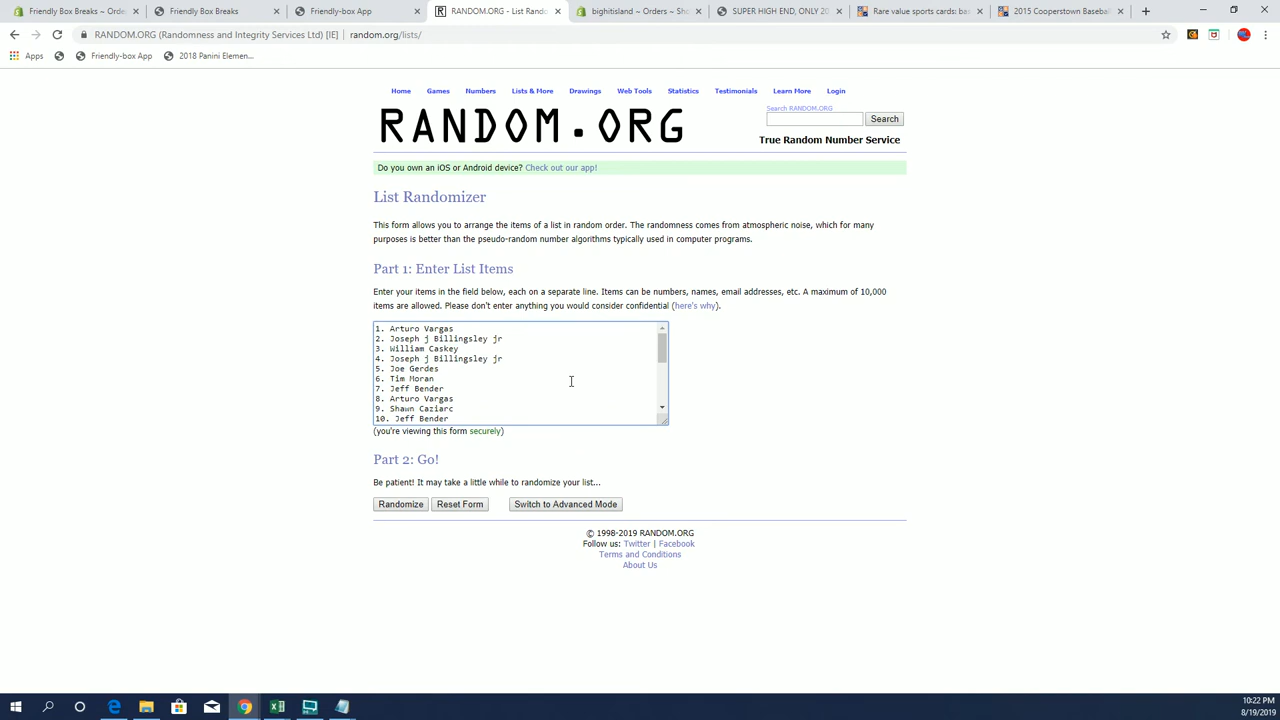 Friendly Box Breaks – Orde
Friendly Box Breaks
Friendly-box App
RANDOM.ORG - List Rando
bighitisland ~ Orders ~ Sh
SUPER HIGH END, ONLY 20
Rare value sports cards: bas
2015 Cooperstown Basebal
RANDOM.ORG (Randomness and Integrity Services Ltd) [IE] | random.org/lists/
Apps
Friendly-box App
2018 Panini Elemen...
Home
Games
Numbers
Lists & More
Drawings
Web Tools
Statistics
Testimonials
Learn More
Login
RANDOM.ORG
Search RANDOM.ORG
Search
True Random Number Service
Do you own an iOS or Android device? Check out our app!
List Randomizer
This form allows you to arrange the items of a list in random order. The randomness comes from atmospheric noise, which for many
purposes is better than the pseudo-random number algorithms typically used in computer programs.
Part 1: Enter List Items
Enter your items in the field below, each on a separate line. Items can be numbers, names, email addresses, etc. A maximum of 10,000
items are allowed. Please don't enter anything you would consider confidential (here's why).
1. Arturo Vargas
2. Joseph j Billingsley jr
3. William Caskey
4. Joseph j Billingsley jr
5. Joe Gerdes
6. Tim Moran
7. Jeff Bender
8. Arturo Vargas
9. Shawn Caziarc
10. Jeff Bender
(you're viewing this form securely)
Part 2: Go!
Be patient! It may take a little while to randomize your list...
Randomize
Reset Form
Switch to Advanced Mode
© 1998-2019 RANDOM.ORG
Follow us: Twitter | Facebook
Terms and Conditions
About Us
10:22 PM
8/19/2019